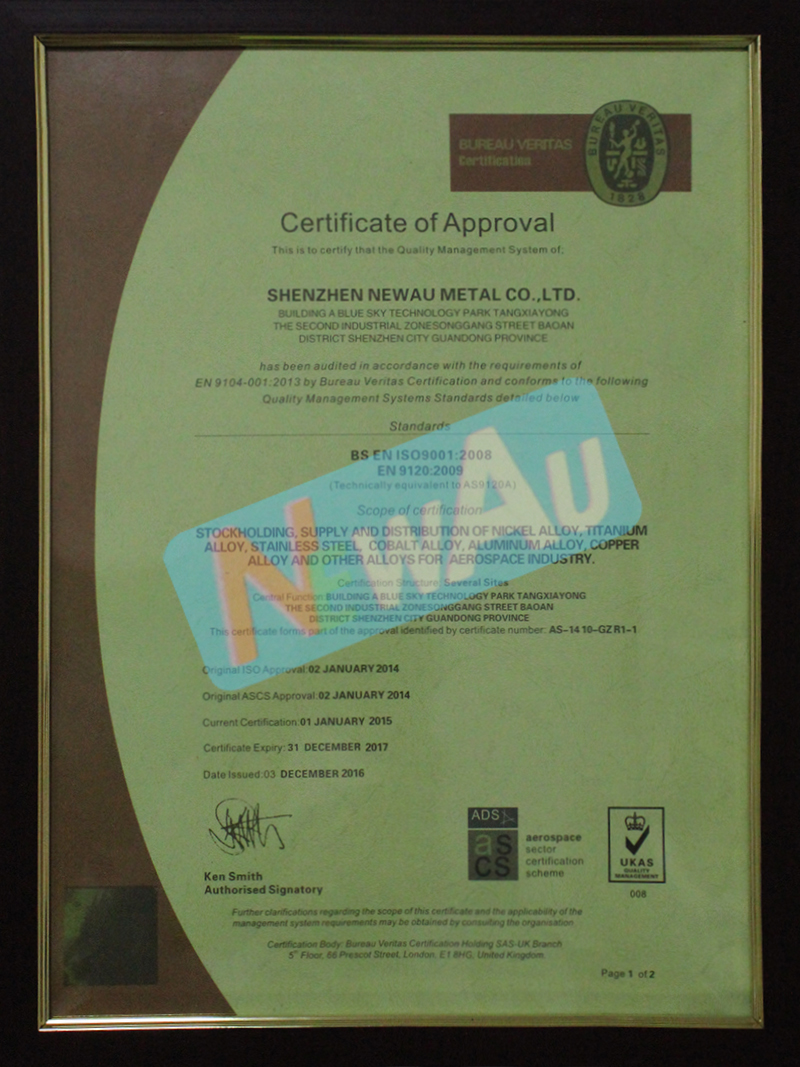 BUREAU VERITAS
Certification
BUREAU VERITAS
1828
Certificate of Approval
This is to certify that the Quality Management System of:
SHENZHEN NEWAU METAL CO.,LTD.
BUILDING A BLUE SKY TECHNOLOGY PARK TANGXIAYONG
THE SECOND INDUSTRIAL ZONESONGGANG STREET BAOAN
DISTRICT SHENZHEN CITY GUANDONG PROVINCE
has been audited in accordance with the requirements of
EN 9104-001:2013 by Bureau Veritas Certification and conforms to the following
Quality Management Systems Standards detailed below
Standards
BS EN ISO9001:2008
EN 9120:2009
(Technically equivalent to AS9120A)
NewAu
Scope of certification
STOCKHOLDING, SUPPLY AND DISTRIBUTION OF NICKEL ALLOY, TITANIUM
ALLOY, STAINLESS STEEL, COBALT ALLOY, ALUMINUM ALLOY, COPPER
ALLOY AND OTHER ALLOYS FOR AEROSPACE INDUSTRY.
Certification Structure: Several Sites
Central Function: BUILDING A BLUE SKY TECHNOLOGY PARK TANGXIAYONG
THE SECOND INDUSTRIAL ZONESONGGANG STREET BAOAN
DISTRICT SHENZHEN CITY GUANDONG PROVINCE
This certificate forms part of the approval identified by certificate number: AS-1410-GZR1-1
Original ISO Approval:02 JANUARY 2014
Original ASCS Approval:02 JANUARY 2014
Current Certification:01 JANUARY 2015
Certificate Expiry: 31 DECEMBER 2017
Date Issued:03 DECEMBER 2016
Ken Smith
Authorised Signatory
ADS
asCS
aerospace
sector
certification
scheme
UKAS
QUALITY
MANAGEMENT
008
Further clarifications regarding the scope of this certificate and the applicability of the
management system requirements may be obtained by consulting the organisation
Certification Body: Bureau Veritas Certification Holding SAS-UK Branch
5th Floor, 66 Prescot Street, London, E1 8HG, United Kingdom
Page 1 of 2